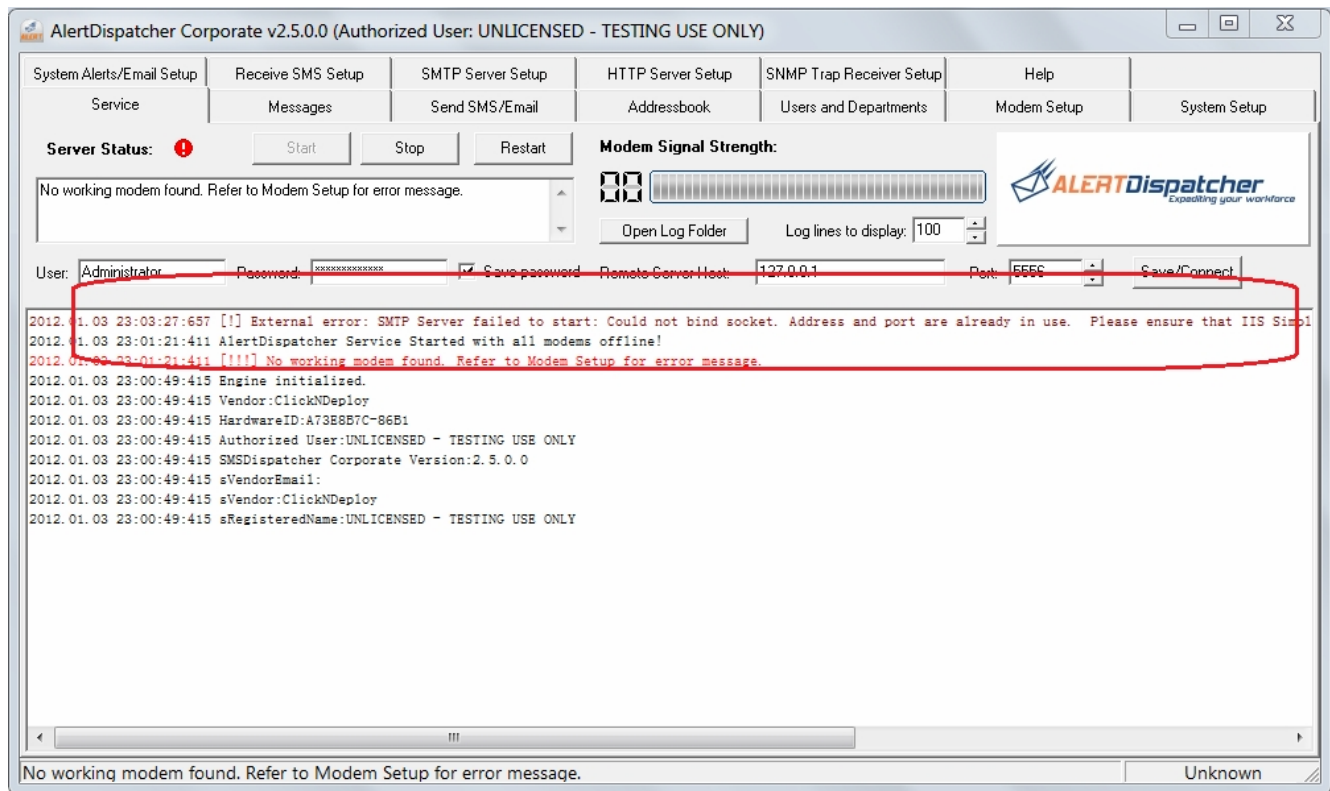 AlertDispatcher Corporate v2.5.0.0 (Authorized User: UNLICENSED - TESTING USE ONLY)
System Alerts/Email Setup Receive SMS Setup SMTP Server Setup HTTP Server Setup SNMP Trap Receiver Setup Help
Service Messages Send SMS/Email Addressbook Users and Departments Modem Setup System Setup
Server Status: Start Stop Restart Modem Signal Strength:
No working modem found. Refer to Modem Setup for error message.
00
ALERTDispatcher
Expediting your workforce
Open Log Folder Log lines to display: 100
User: Administrator Password: xxxxxxxxxxxxx Save password Remote Server Host: 127.0.0.1 Port: Save/Connect
2012.01.03 23:03:27:657 [!] External error: SMTP Server failed to start: Could not bind socket. Address and port are already in use. Please ensure that IIS Simpl
2012.01.03 23:01:21:411 AlertDispatcher Service Started with all modems offline!
2012.01.03 23:01:21:411 [!!!] No working modem found. Refer to Modem Setup for error message.
2012.01.03 23:00:49:415 Engine initialized.
2012.01.03 23:00:49:415 Vendor:ClickNDeploy
2012.01.03 23:00:49:415 HardwareID:A73E8B7C-86B1
2012.01.03 23:00:49:415 Authorized User:UNLICENSED - TESTING USE ONLY
2012.01.03 23:00:49:415 SMSDispatcher Corporate Version:2.5.0.0
2012.01.03 23:00:49:415 sVendorEmail:
2012.01.03 23:00:49:415 sVendor:ClickNDeploy
2012.01.03 23:00:49:415 sRegisteredName:UNLICENSED - TESTING USE ONLY
No working modem found. Refer to Modem Setup for error message. Unknown